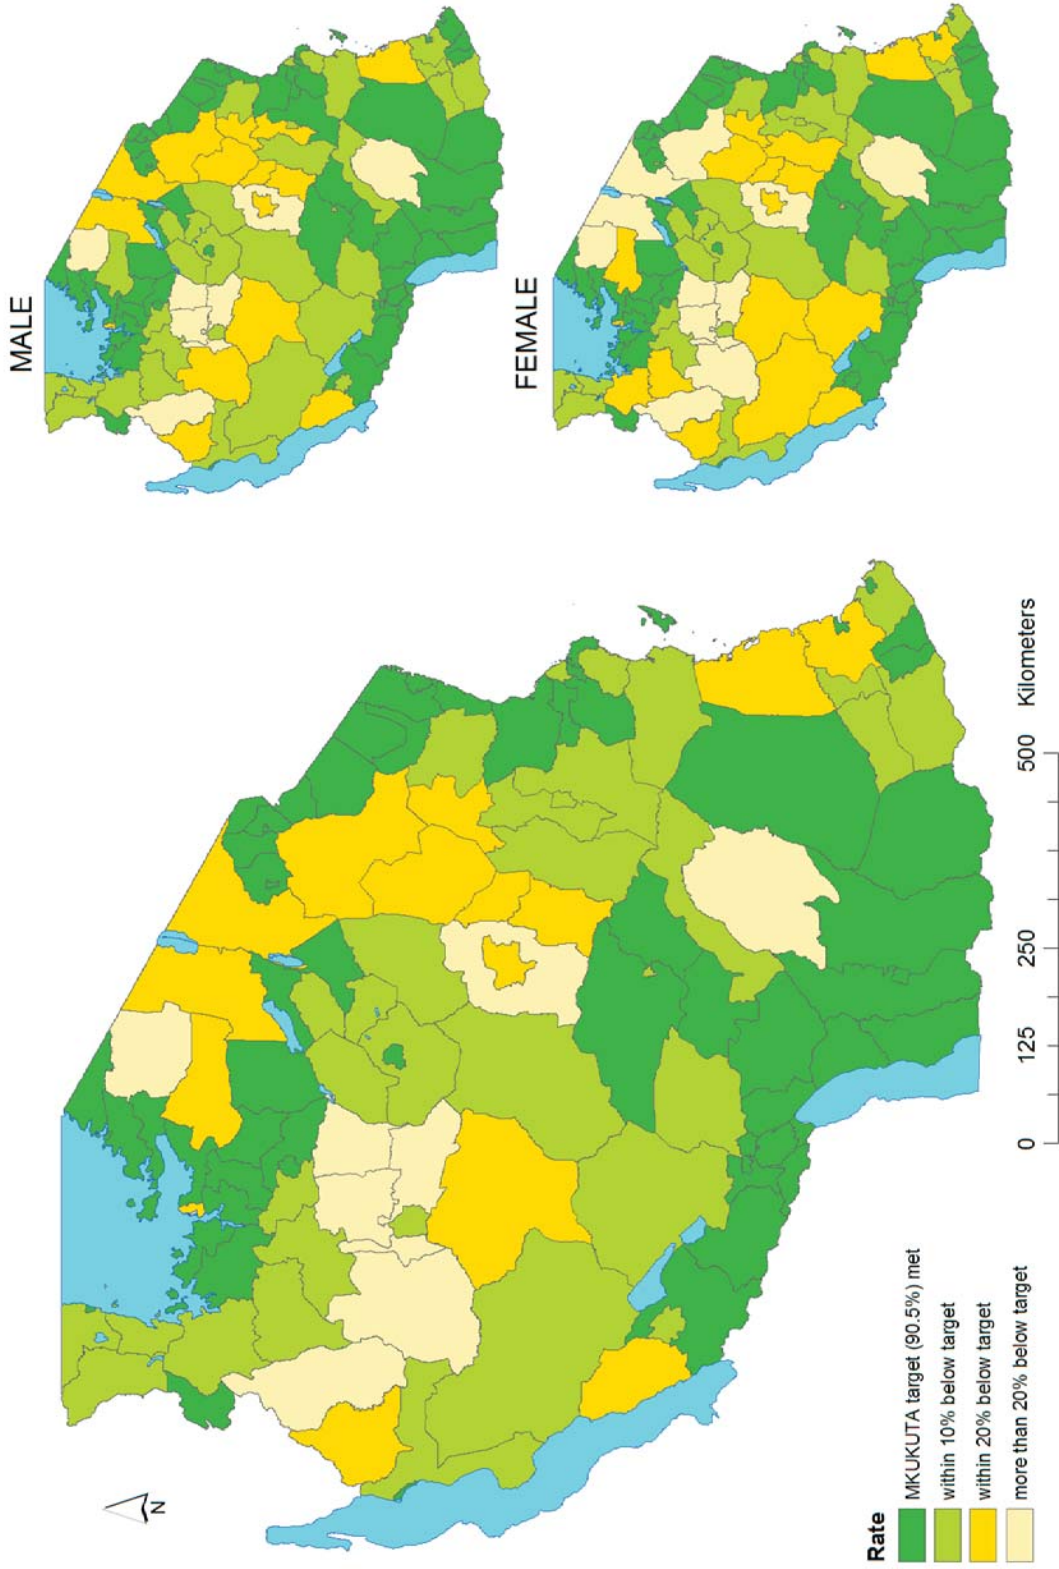 MALE
FEMALE
N
Rate
MKUKUTA target (90.5%) met
within 10% below target
within 20% below target
more than 20% below target
0 125 250 500 Kilometers